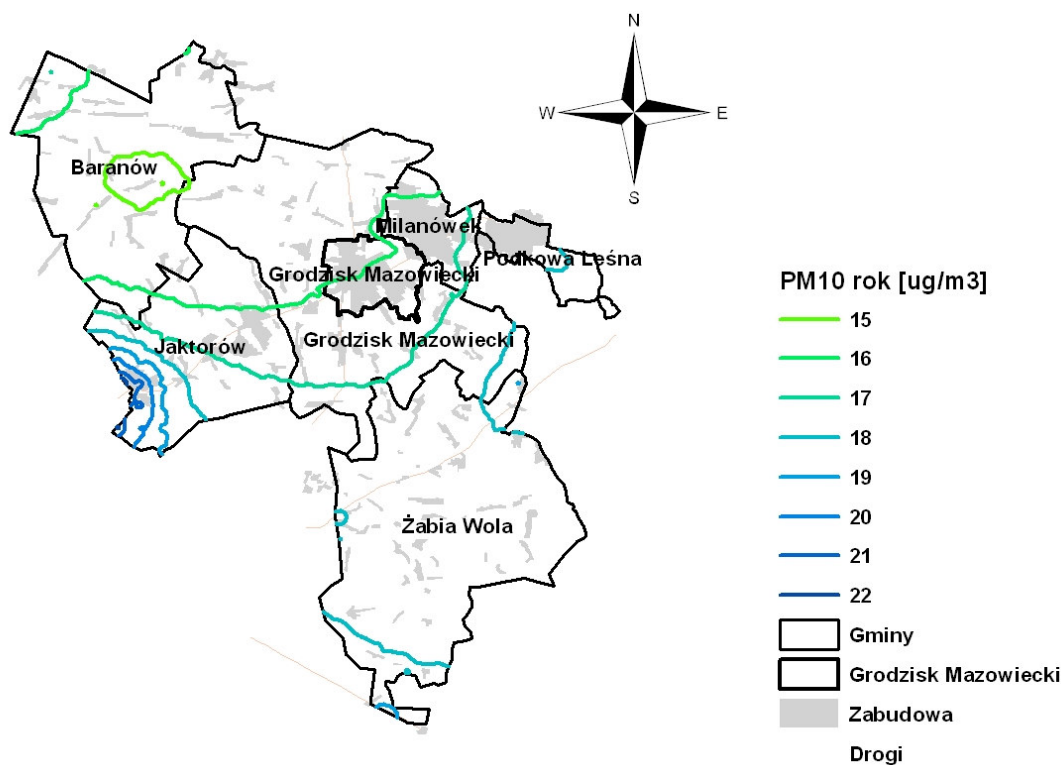 N
W
E
S
Baranów
Milanówek
Podkowa Leśna
Grodzisk Mazowiecki
Grodzisk Mazowiecki
Jaktorów
Żabia Wola
PM10 rok [ug/m3]
15
16
17
18
19
20
21
22
Gminy
Grodzisk Mazowiecki
Zabudowa
Drogi